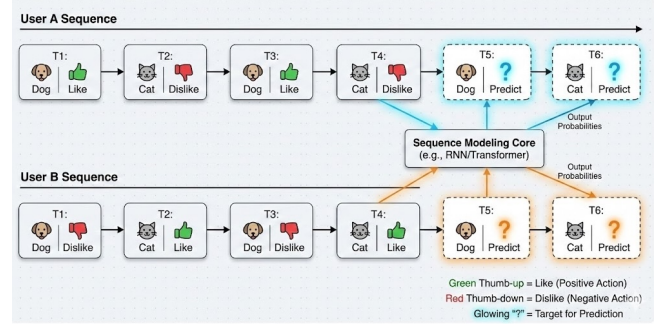 User A Sequence
T1:
Dog Like
T2:
Cat Dislike
T3:
Dog Like
T4:
Cat Dislike
T5:
?
Dog Predict
T6:
?
Cat Predict
Output
Probabilities
Sequence Modeling Core
(e.g., RNN/Transformer)
Output
Probabilities
User B Sequence
T1:
Dog Dislike
T2:
Cat Like
T3:
Dog Dislike
T4:
Cat Like
T5:
?
Dog Predict
T6:
?
Cat Predict
Green Thumb-up = Like (Positive Action)
Red Thumb-down = Dislike (Negative Action)
Glowing "?" = Target for Prediction